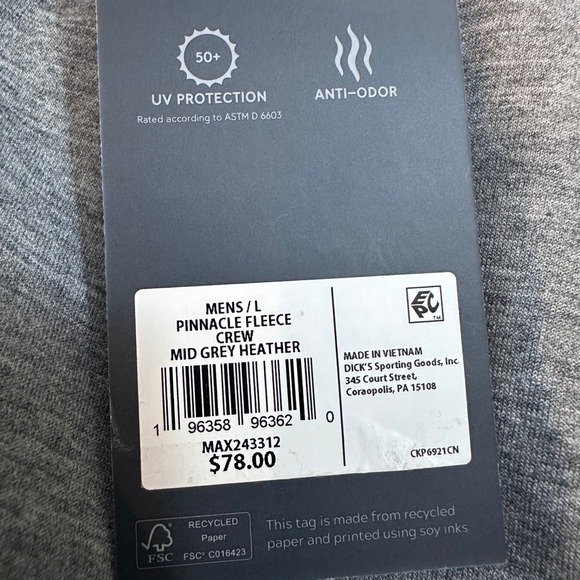 50+
UV PROTECTION
Rated according to ASTM D 6603
ANTI-ODOR
MENS / L
PINNACLE FLEECE
CREW
MID GREY HEATHER
1 96358 96362 0
MAX243312
$78.00
EPC™
MADE IN VIETNAM
DICK'S Sporting Goods, Inc.
345 Court Street,
Coraopolis, PA 15108
CKP6921CN
FSC
RECYCLED
Paper
FSC® C016423
This tag is made from recycled
paper and printed using soy inks